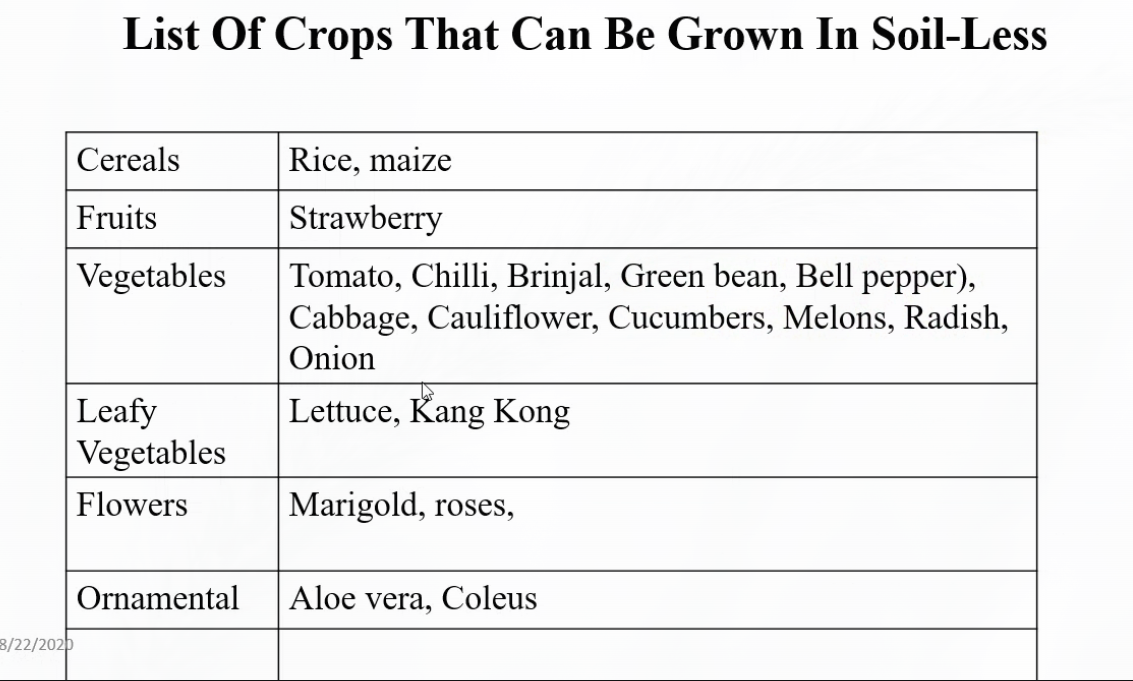 List Of Crops That Can Be Grown In Soil-Less
Cereals
Rice, maize
Fruits
Strawberry
Vegetables
Tomato, Chilli, Brinjal, Green bean, Bell pepper),
Cabbage, Cauliflower, Cucumbers, Melons, Radish,
Onion
Leafy
Vegetables
Lettuce, Kang Kong
Flowers
Marigold, roses,
Ornamental
Aloe vera, Coleus
8/22/2020